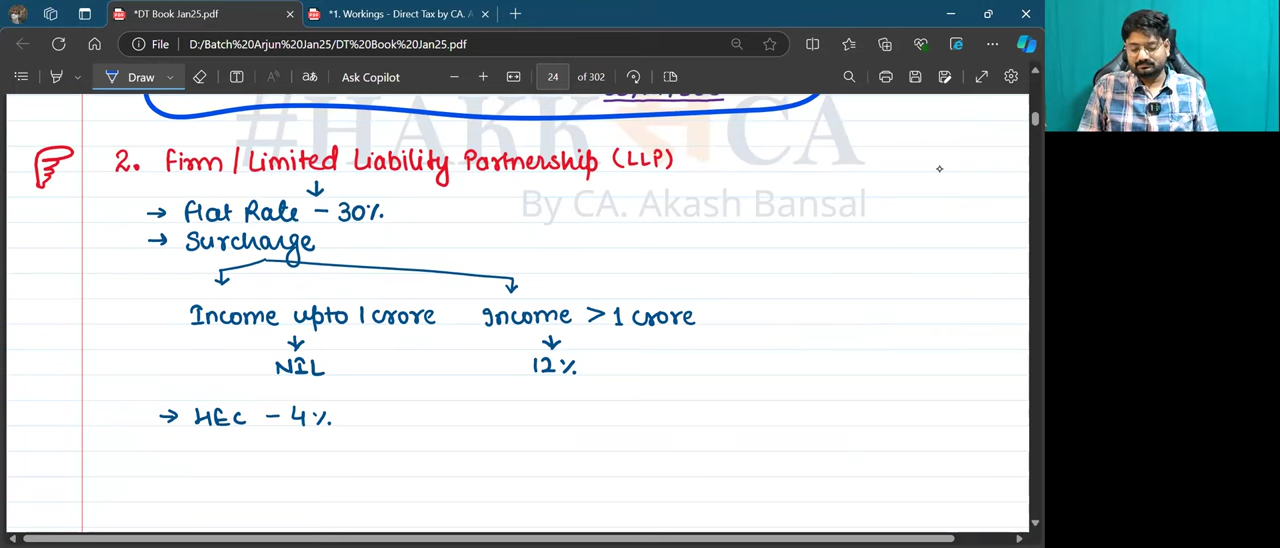 *DT Book Jan25.pdf
*1. Workings - Direct Tax by CA. A
File D:/Batch%20Arjun%20Jan25/DT%20Book%20Jan25.pdf
Draw
Ask Copilot
24 of 302
#HAKK CA
2. Firm / Limited Liability Partnership (LLP)
By CA. Akash Bansal
→ Flat Rate - 30%
→ Surcharge
Income upto 1 crore Income > 1 crore
NIL 12%
→ HEC - 4%